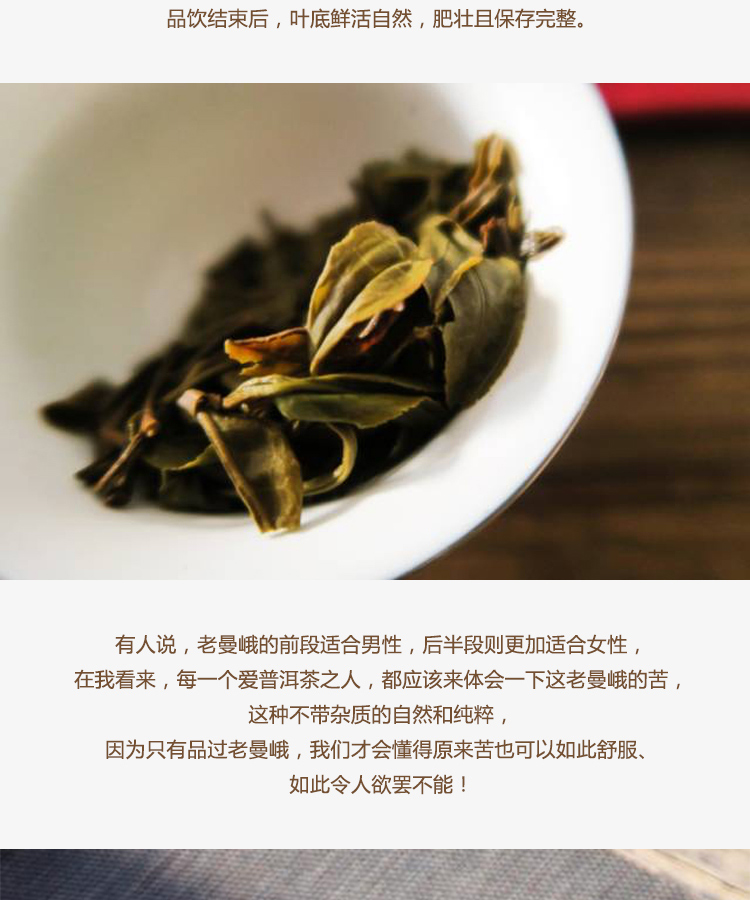 品饮结束后，叶底鲜活自然，肥壮且保存完整。
有人说，老曼峨的前段适合男性，后半段则更加适合女性，
在我看来，每一个爱普洱茶之人，都应该来体会一下这老曼峨的苦，
这种不带杂质的自然和纯粹，
因为只有品过老曼峨，我们才会懂得原来苦也可以如此舒服、
如此令人欲罢不能！